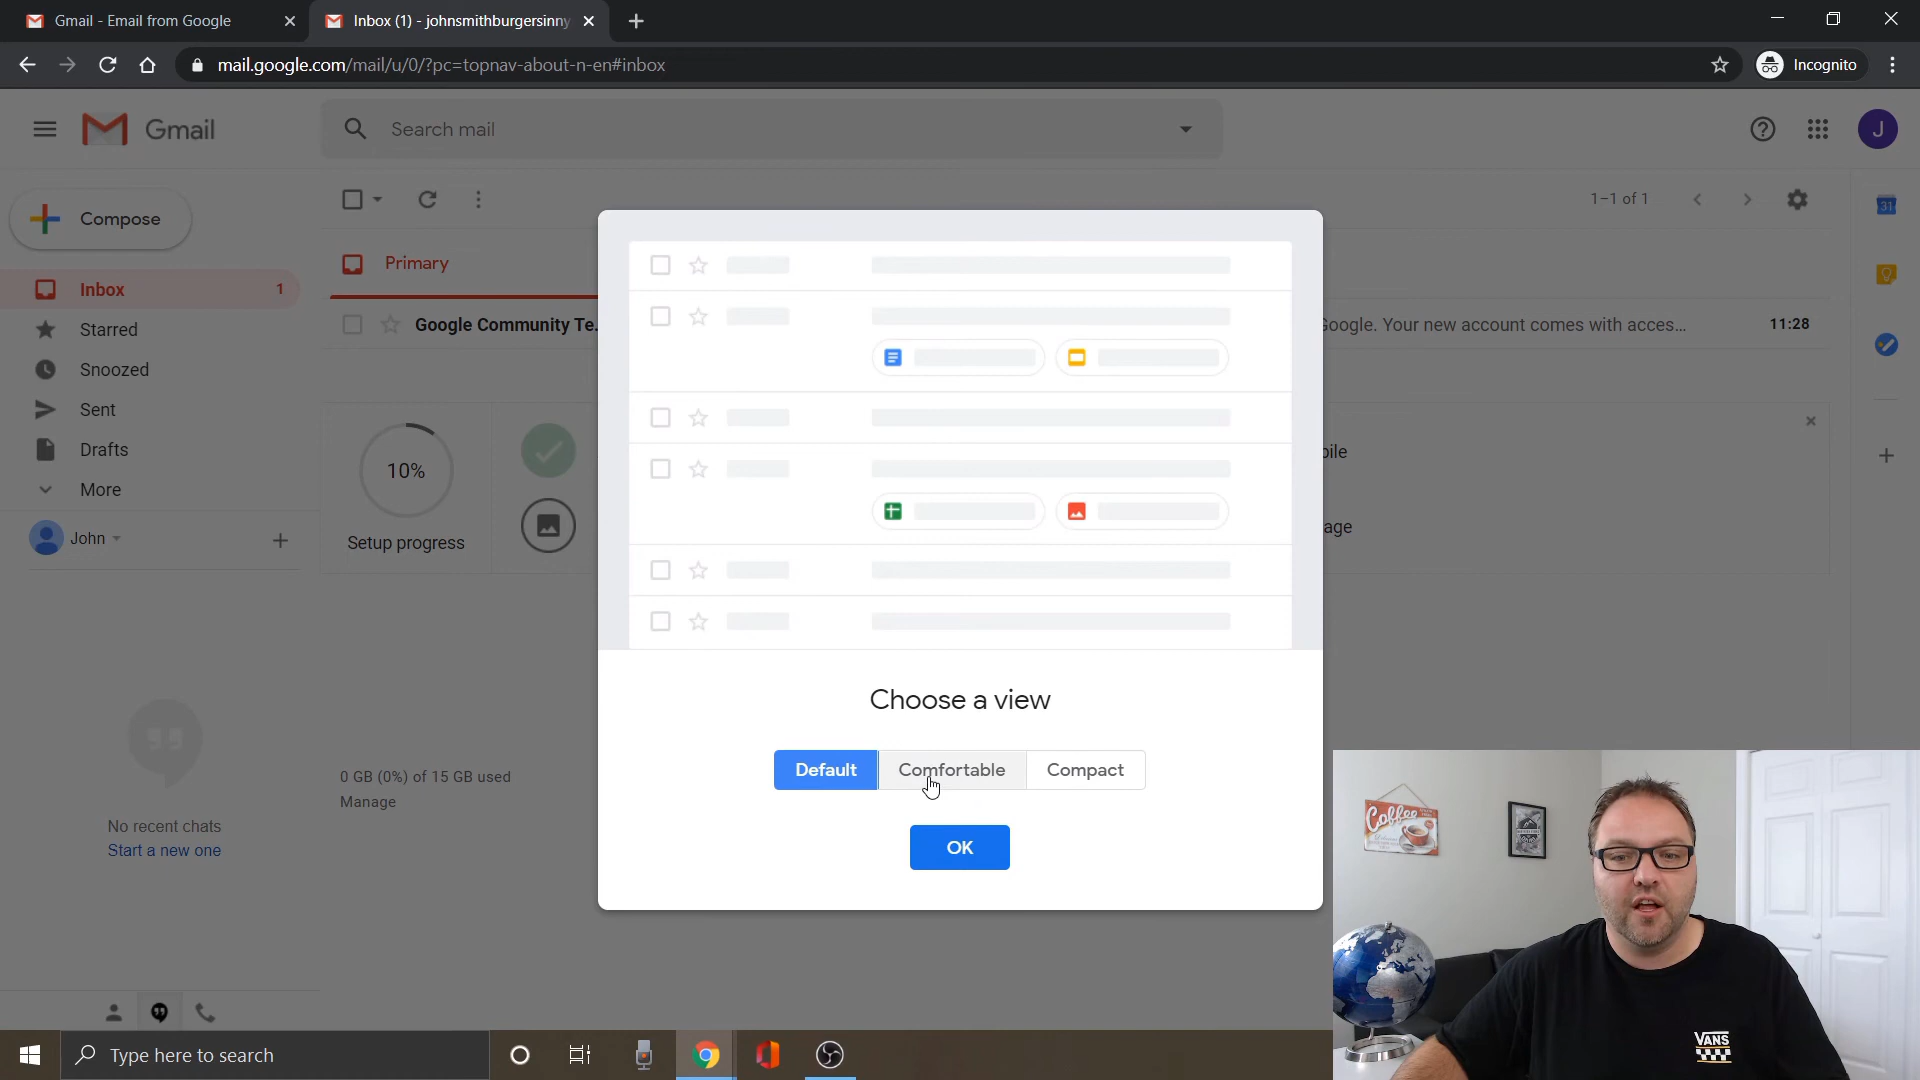 Gmail - Email from Google
Inbox (1) - johnsmithburgersinny
mail.google.com/mail/u/0/?pc=topnav-about-n-en#inbox
Incognito
Gmail
Search mail
J
Compose
1–1 of 1
31
Primary
Inbox
1
Google Community Te...
Google. Your new account comes with acces...
11:28
Starred
Snoozed
Sent
Drafts
More
10%
Setup progress
John
bile
age
Choose a view
Default
Comfortable
Compact
OK
0 GB (0%) of 15 GB used
Manage
No recent chats
Start a new one
Coffee
VANS
Type here to search